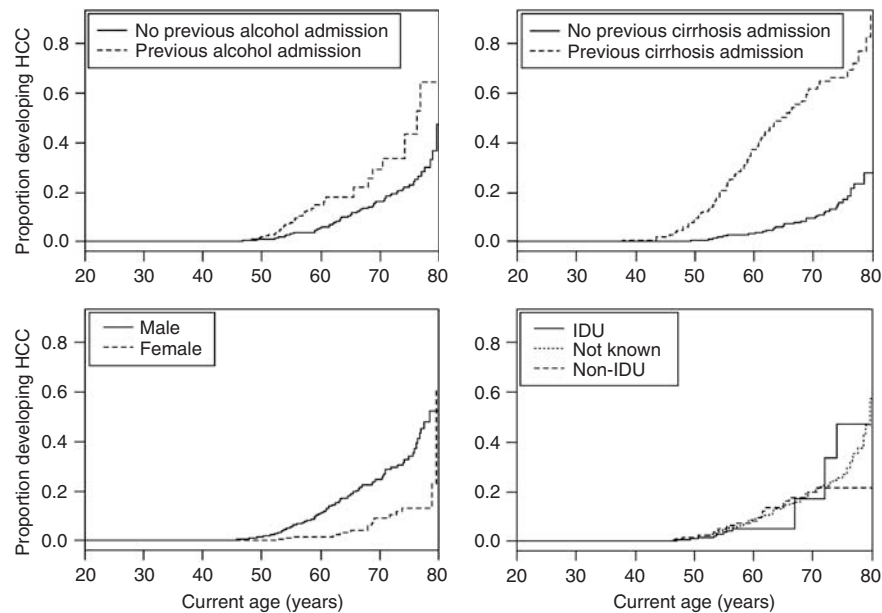 No previous alcohol admission
Previous alcohol admission
Proportion developing HCC
0.8
0.6
0.4
0.2
0.0
20 30 40 50 60 70 80
No previous cirrhosis admission
Previous cirrhosis admission
0.8
0.6
0.4
0.2
0.0
20 30 40 50 60 70 80
Male
Female
Proportion developing HCC
0.8
0.6
0.4
0.2
0.0
20 30 40 50 60 70 80
Current age (years)
IDU
Not known
Non-IDU
0.8
0.6
0.4
0.2
0.0
20 30 40 50 60 70 80
Current age (years)